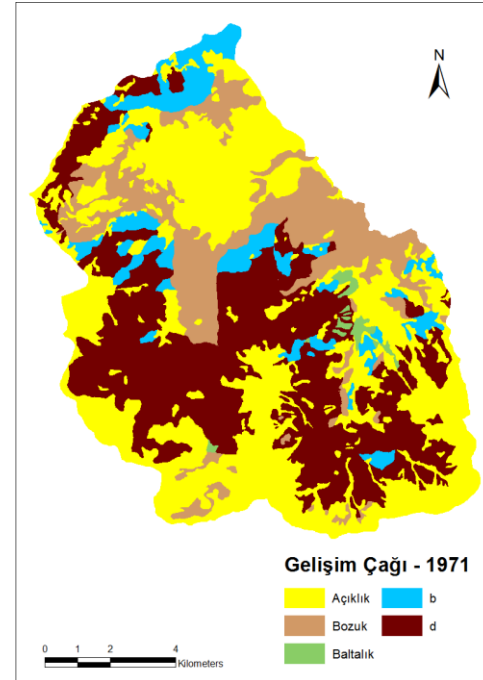 N
Gelişim Çağı - 1971
Açıklık b
Bozuk d
Baltalık
0 1 2 4
Kilometers